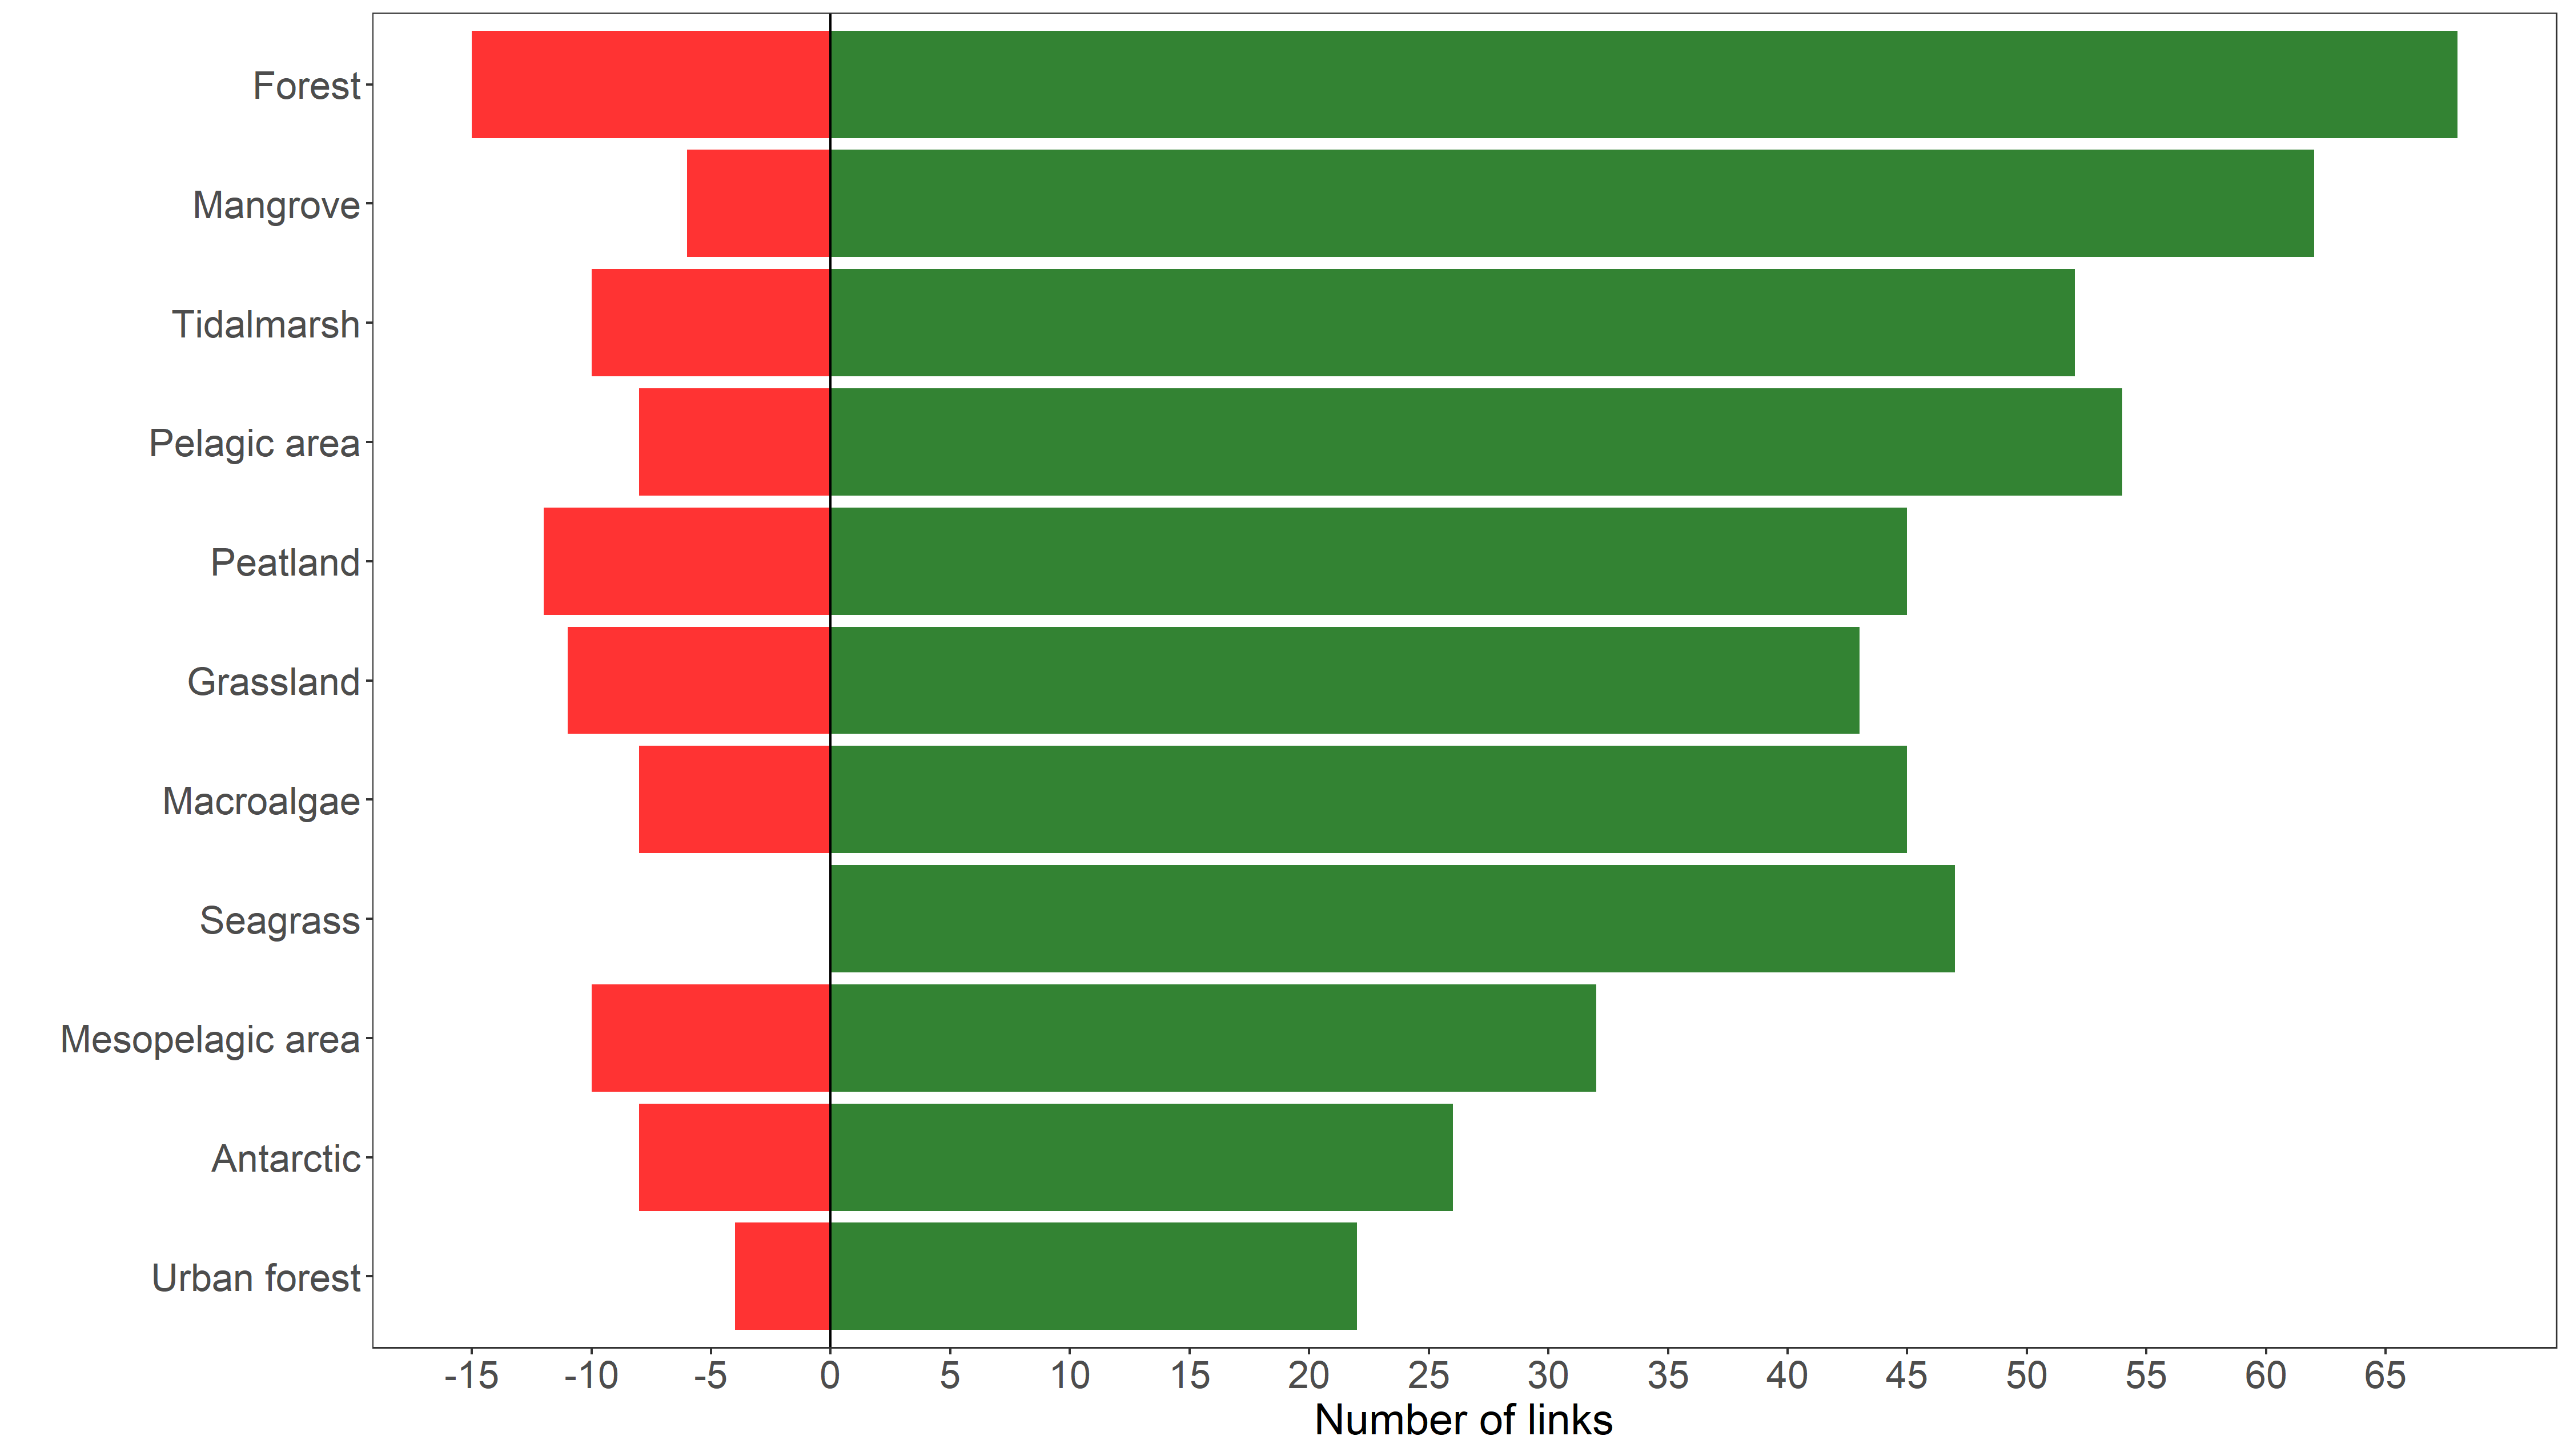 Forest
Mangrove
Tidalmarsh
Pelagic area
Peatland
Grassland
Macroalgae
Seagrass
Mesopelagic area
Antarctic
Urban forest
-15 -10 -5 0 5 10 15 20 25 30 35 40 45 50 55 60 65
Number of links